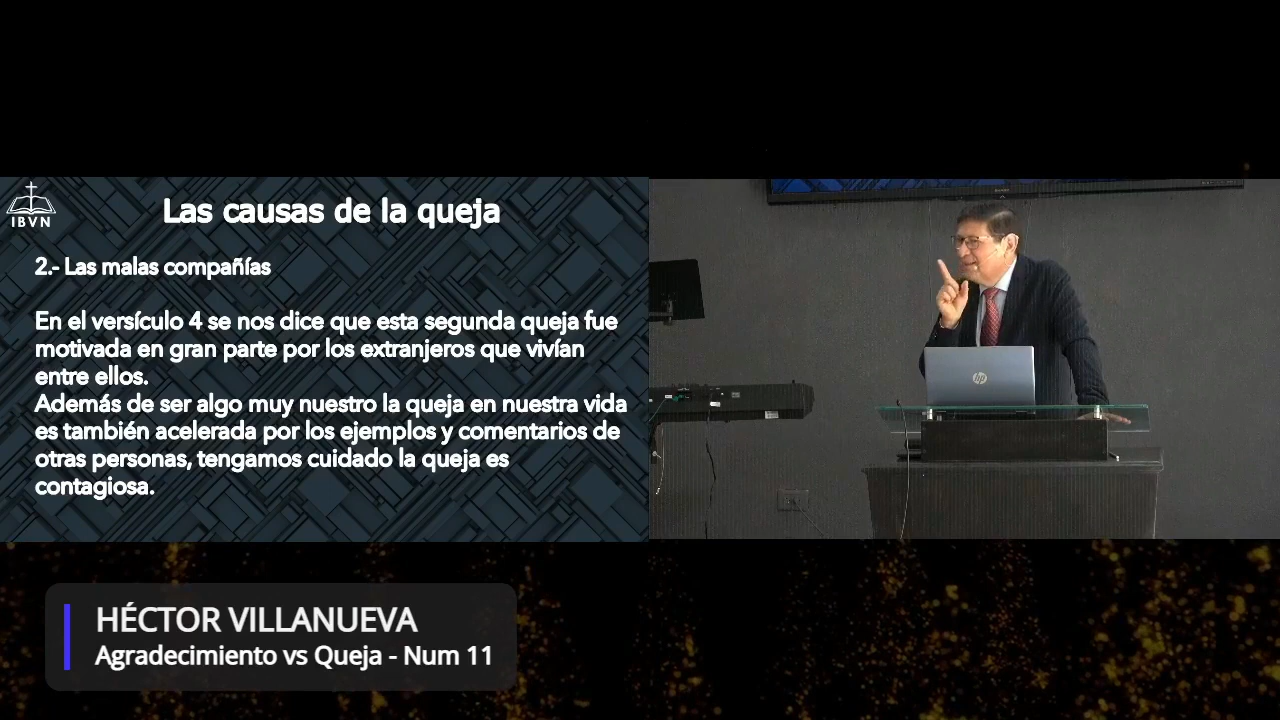 IBVN
Las causas de la queja
2.- Las malas compañías
En el versículo 4 se nos dice que esta segunda queja fue
motivada en gran parte por los extranjeros que vivían
entre ellos.
Además de ser algo muy nuestro la queja en nuestra vida
es también acelerada por los ejemplos y comentarios de
otras personas, tengamos cuidado la queja es
contagiosa.
hp
HÉCTOR VILLANUEVA
Agradecimiento vs Queja - Num 11